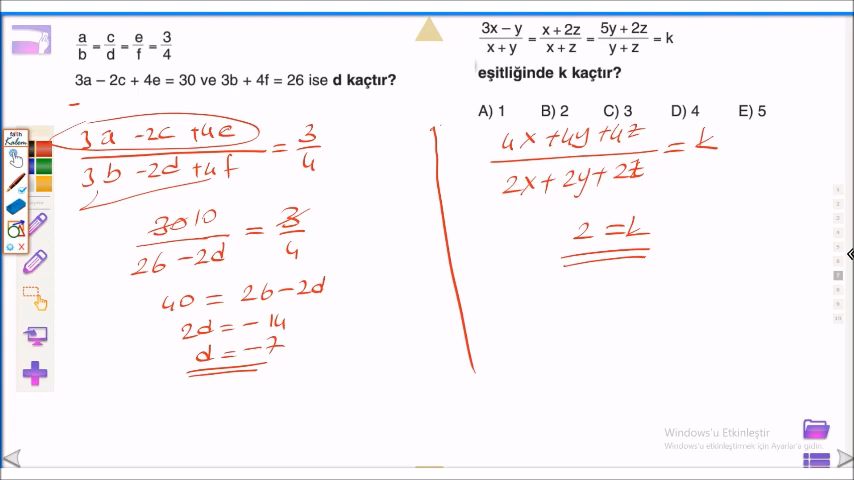 a/b = c/d = e/f = 3/4
3a – 2c + 4e = 30 ve 3b + 4f = 26 ise d kaçtır?
3a -2c +4e / 3b -2d +4f = 3/4
30 10 / 26 - 2d = 3/4
40 = 26 - 2d
2d = - 14
d = - 7
3x – y / x + y = x + 2z / x + z = 5y + 2z / y + z = k
eşitliğinde k kaçtır?
A) 1 B) 2 C) 3 D) 4 E) 5
4x + 4y + 4z / 2x + 2y + 2z = k
2 = k
fatih
Kalem
Windows'u Etkinleştir
Windows'u etkinleştirmek için Ayarlar'a gidin.